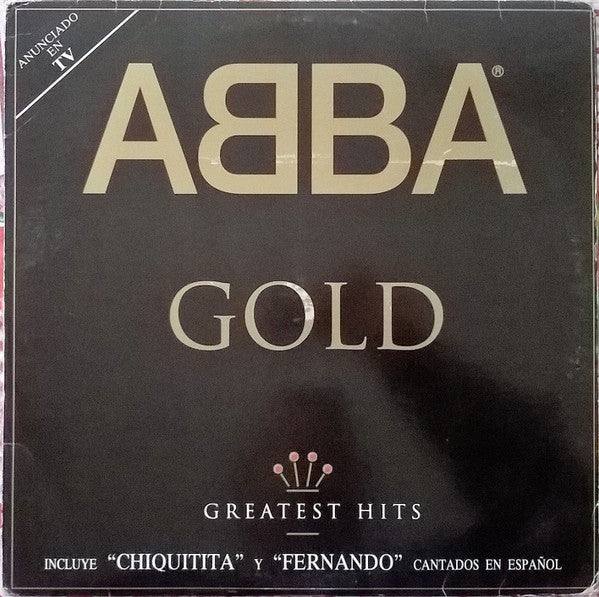 ANUNCIADO
EN
TV
ABBA®
GOLD
GREATEST HITS
INCLUYE “CHIQUITITA” Y “FERNANDO” CANTADOS EN ESPAÑOL